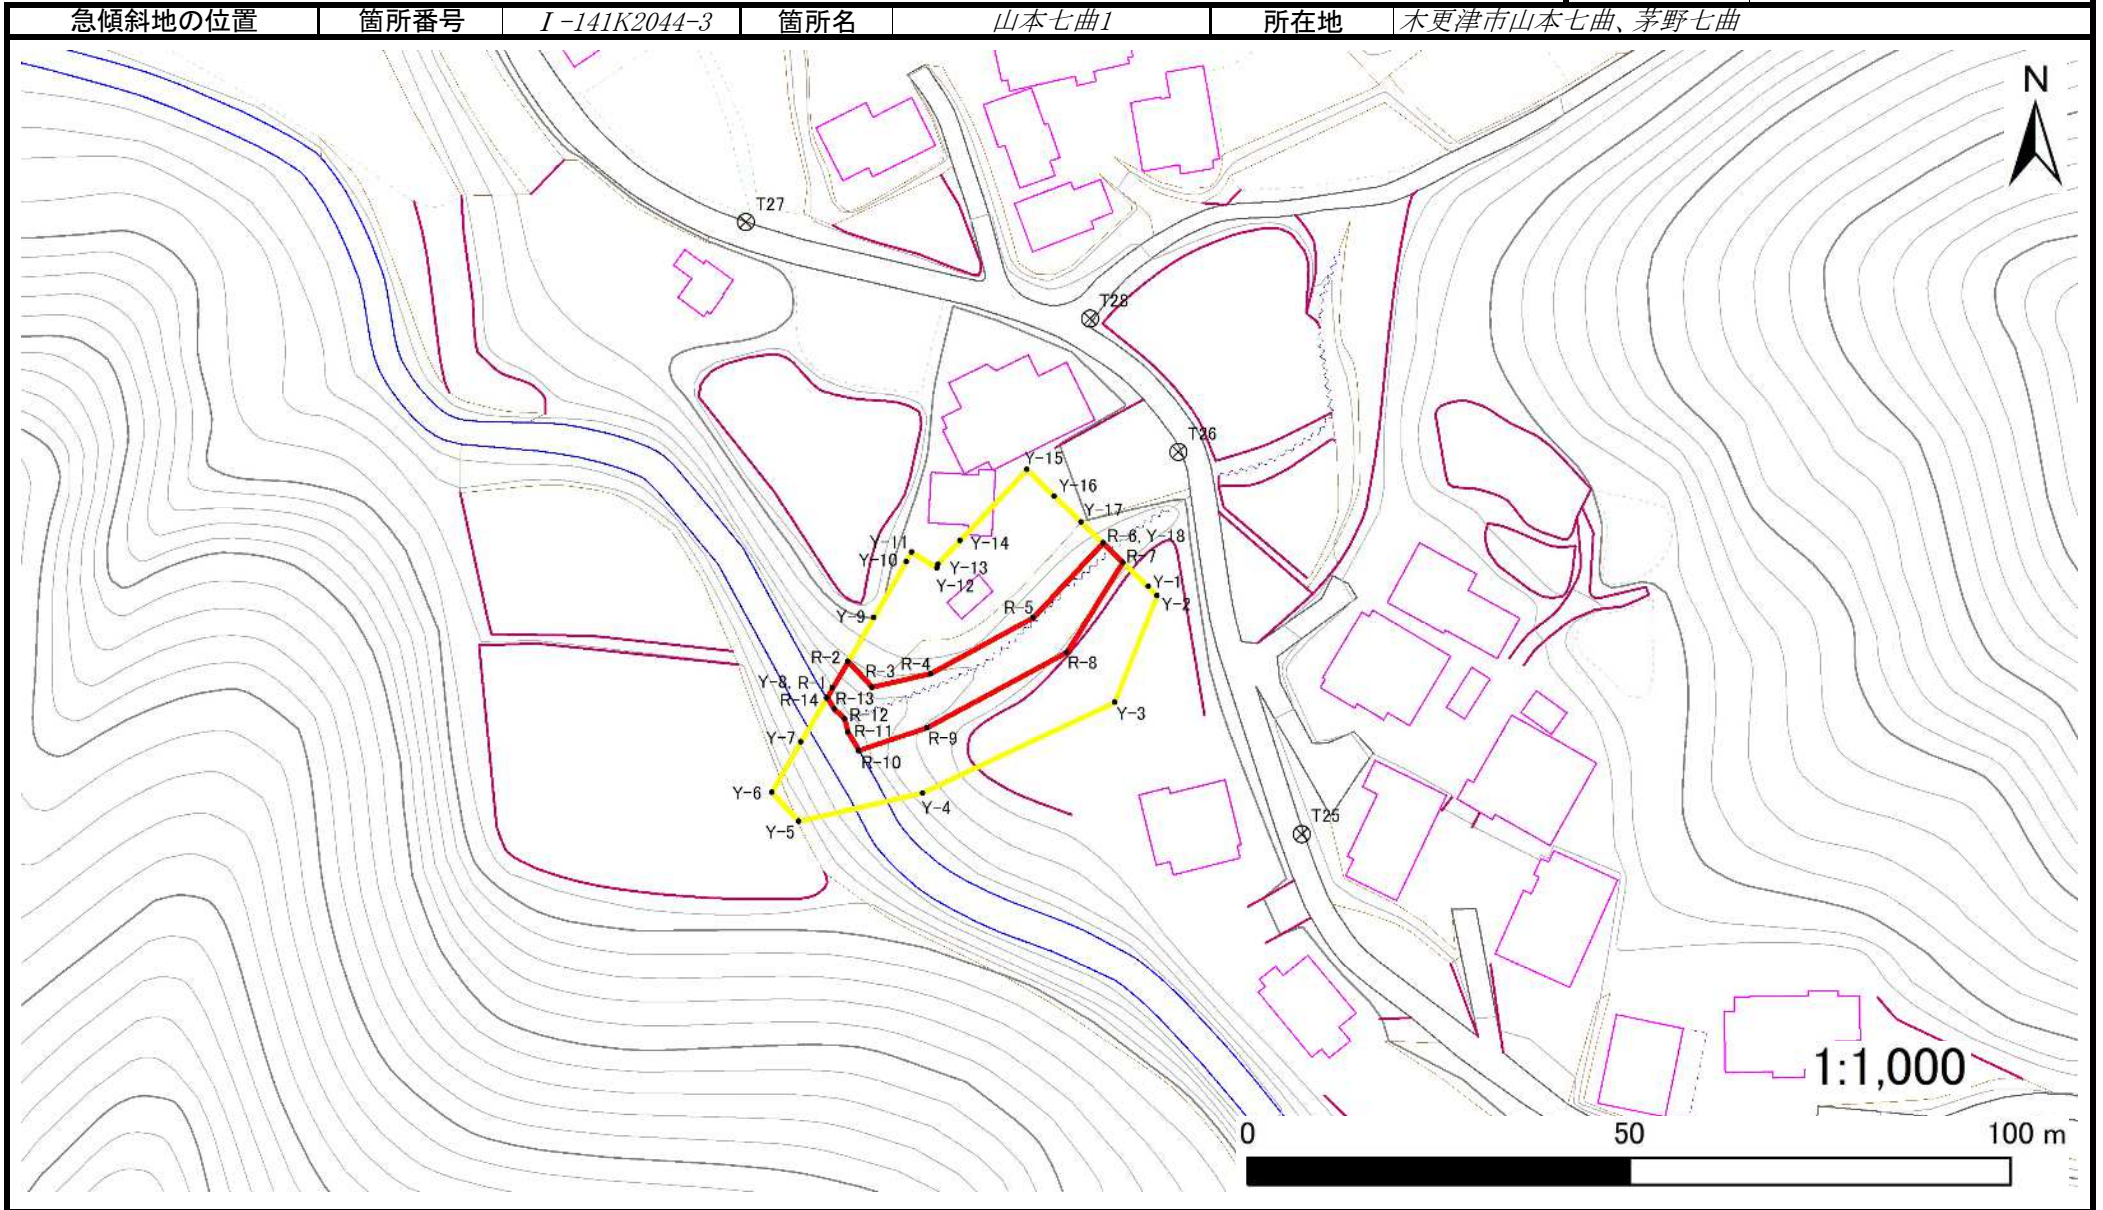 急傾斜地の位置 箇所番号 Ⅰ-141K2044-3 箇所名 山本七曲1 所在地 木更津市山本七曲、茅野七曲
N
T27
T28
T26
Y-15
Y-16
Y-17
R-6, Y-18
Y-11
Y-14
R-7
Y-10
Y-13
Y-12
Y-1
Y-2
R-5
Y-9
R-2
R-4
R-8
R-3
Y-8, R-1
R-14
R-13
R-12
Y-3
R-11
R-9
Y-7
R-10
Y-6
Y-4
Y-5
T25
1:1,000
0 50 100 m